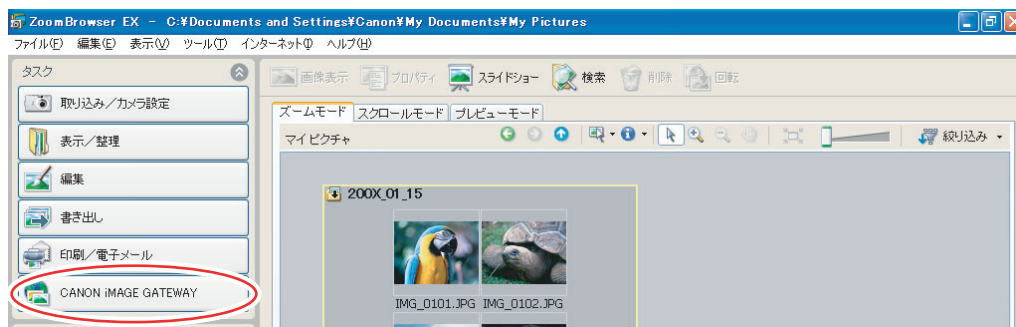 ZoomBrowser EX － C:¥Documents and Settings¥Canon¥My Documents¥My Pictures
ファイル(F) 編集(E) 表示(V) ツール(T) インターネット(I) ヘルプ(H)
タスク
取り込み／カメラ設定
表示／整理
編集
書き出し
印刷／電子メール
CANON iMAGE GATEWAY
画像表示 プロパティ スライドショー 検索 削除 回転
ズームモード スクロールモード プレビューモード
マイ ピクチャ 絞り込み
200X_01_15
IMG_0101.JPG IMG_0102.JPG